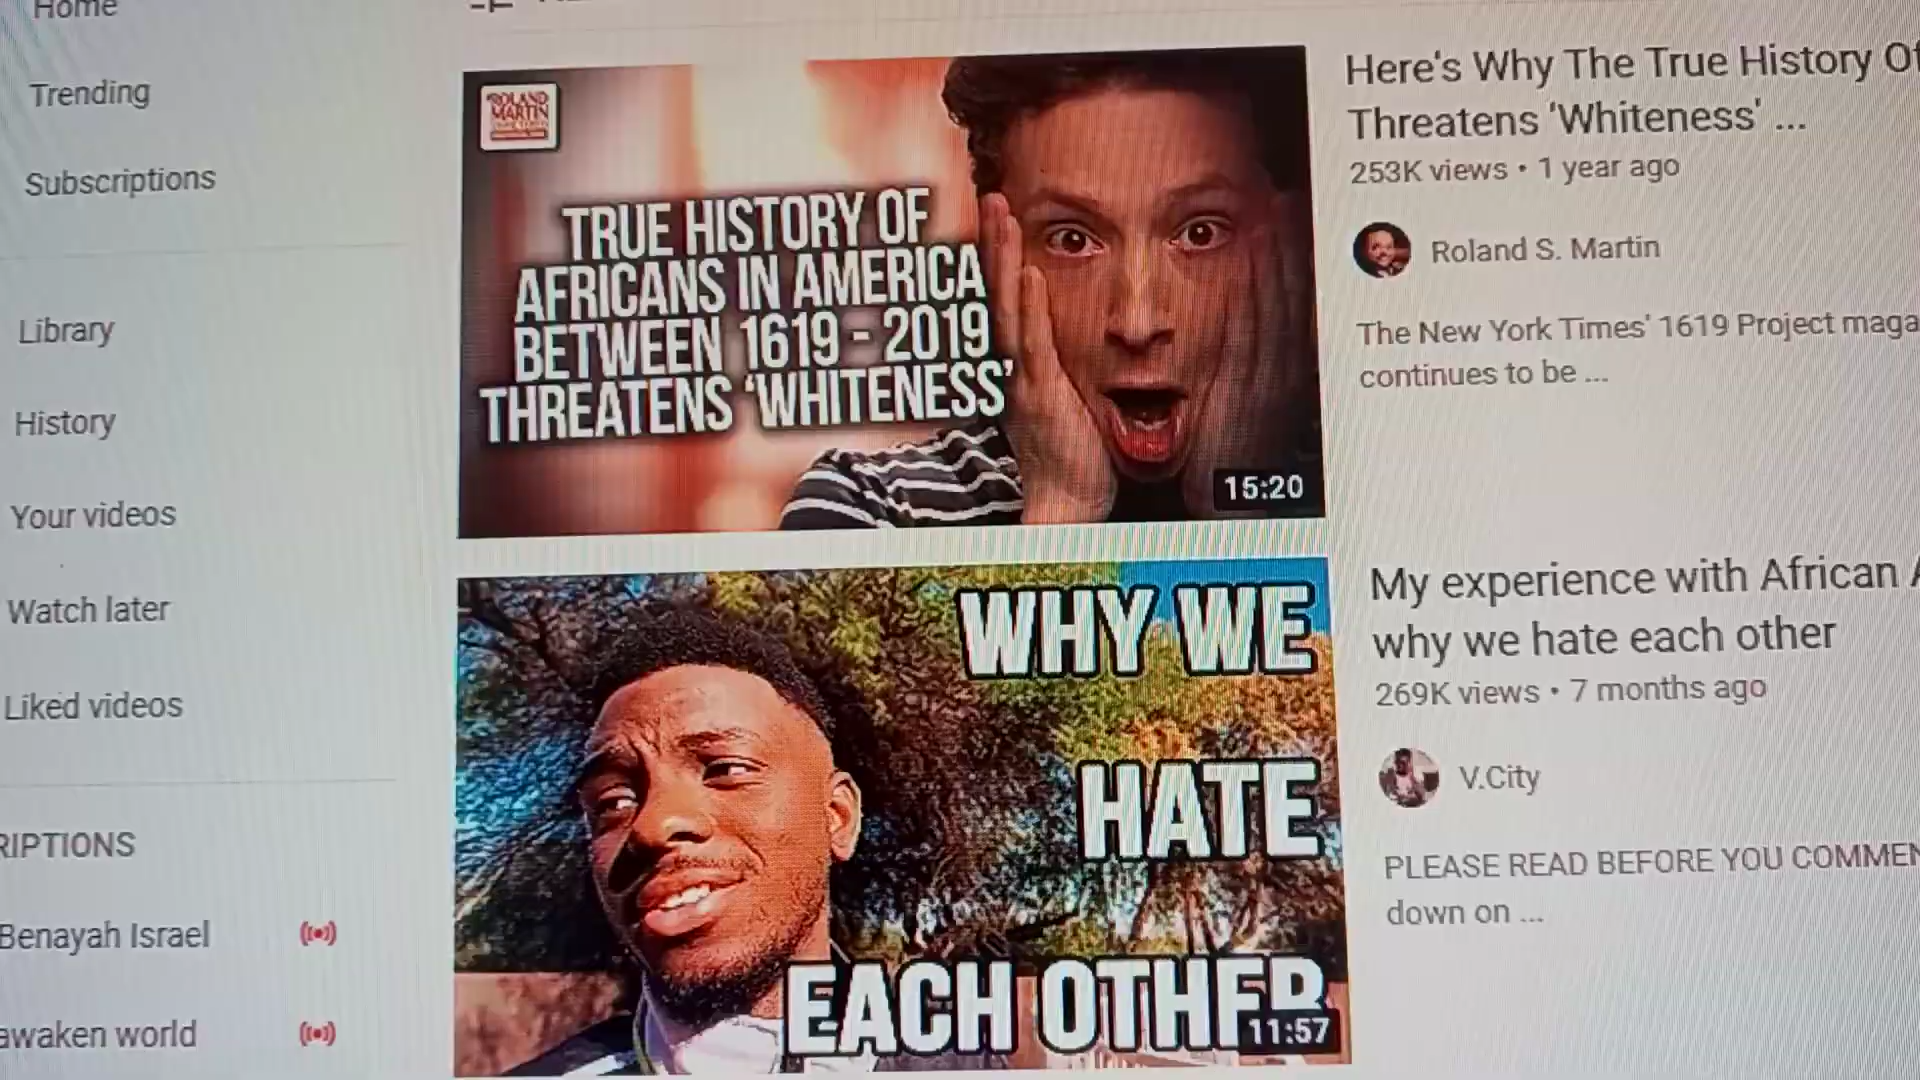 Home
Trending
Subscriptions
Library
History
Your videos
Watch later
Liked videos
RIPTIONS
Benayah Israel
awaken world
ROLAND
MARTIN
TRUE HISTORY OF
AFRICANS IN AMERICA
BETWEEN 1619 - 2019
THREATENS 'WHITENESS'
15:20
Here's Why The True History Of
Threatens 'Whiteness' ...
253K views • 1 year ago
Roland S. Martin
The New York Times' 1619 Project maga
continues to be ...
WHY WE
HATE
EACH OTHER
11:57
My experience with African A
why we hate each other
269K views • 7 months ago
V.City
PLEASE READ BEFORE YOU COMMEN
down on ...